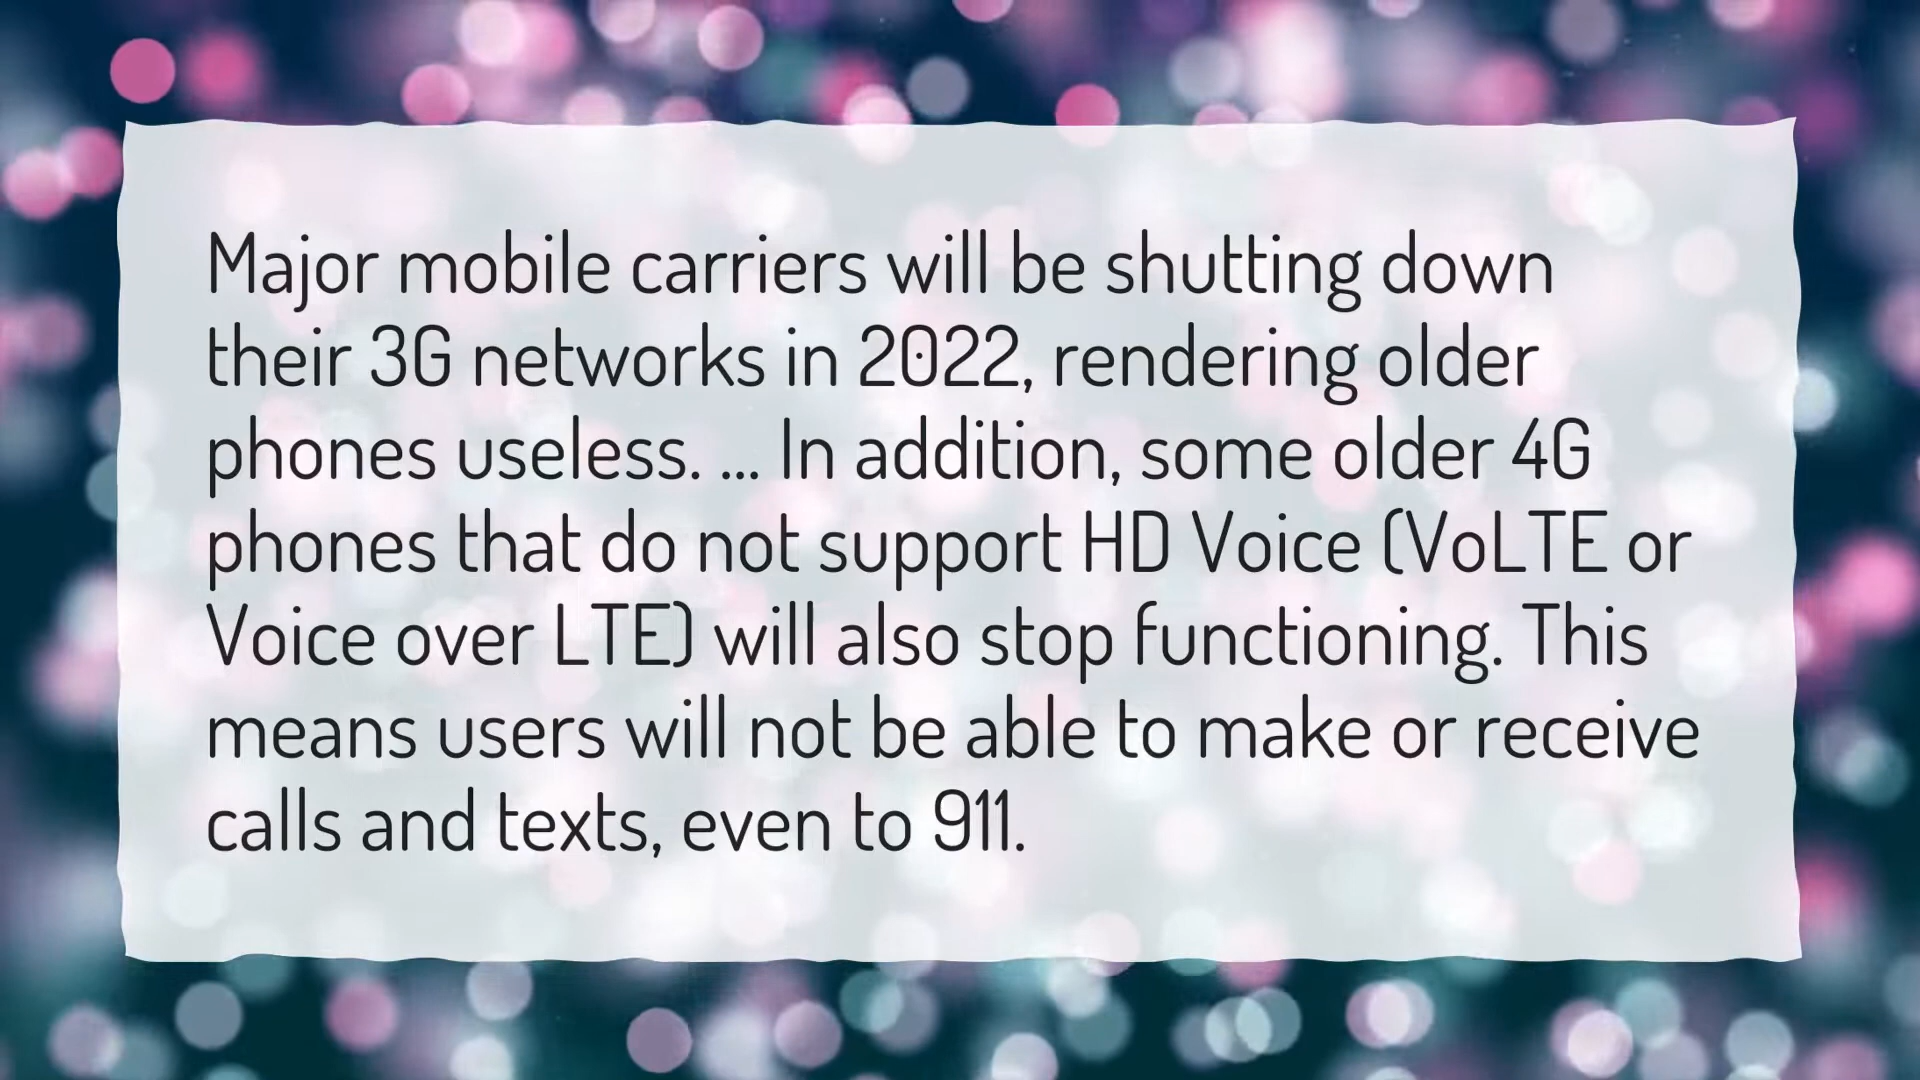 Major mobile carriers will be shutting down
their 3G networks in 2022, rendering older
phones useless. ... In addition, some older 4G
phones that do not support HD Voice (VoLTE or
Voice over LTE) will also stop functioning. This
means users will not be able to make or receive
calls and texts, even to 911.